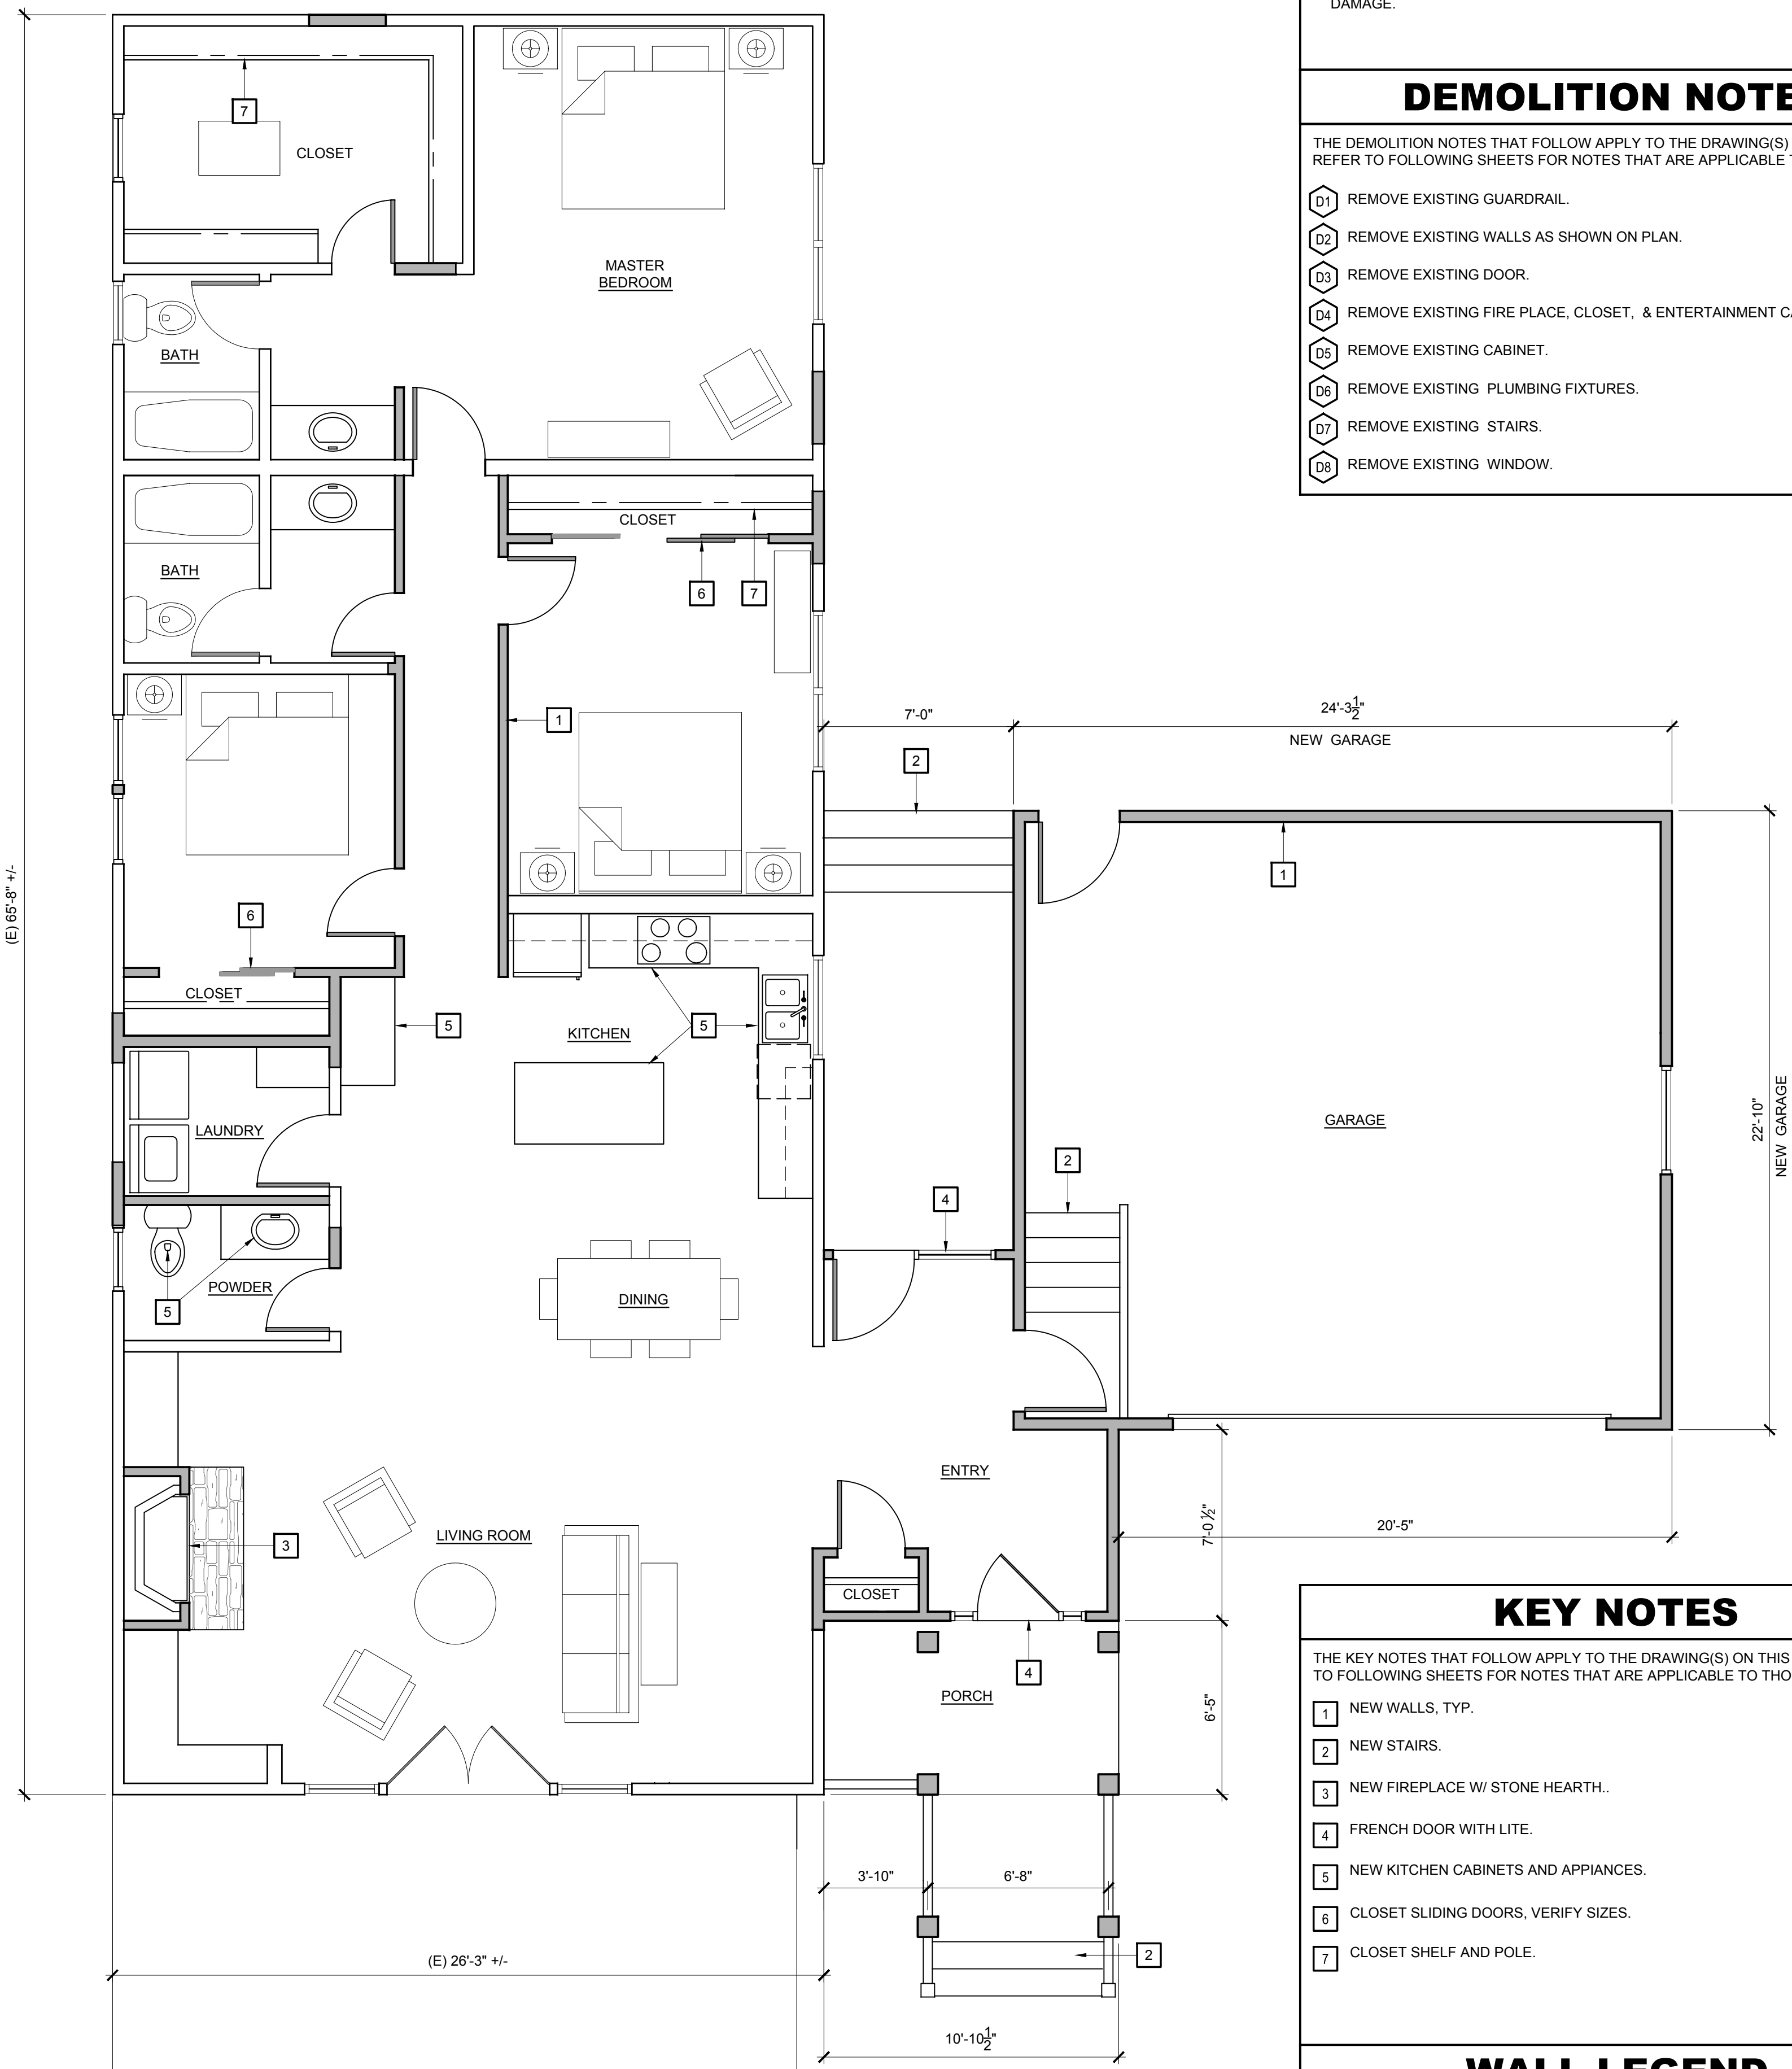 DAMAGE.
DEMOLITION NOTE
THE DEMOLITION NOTES THAT FOLLOW APPLY TO THE DRAWING(S)
REFER TO FOLLOWING SHEETS FOR NOTES THAT ARE APPLICABLE
D1 REMOVE EXISTING GUARDRAIL.
D2 REMOVE EXISTING WALLS AS SHOWN ON PLAN.
D3 REMOVE EXISTING DOOR.
D4 REMOVE EXISTING FIRE PLACE, CLOSET, & ENTERTAINMENT CA
D5 REMOVE EXISTING CABINET.
D6 REMOVE EXISTING PLUMBING FIXTURES.
D7 REMOVE EXISTING STAIRS.
D8 REMOVE EXISTING WINDOW.
7
CLOSET
MASTER
BEDROOM
BATH
CLOSET
BATH
6
7
1
7'-0"
24'-3 1/2"
NEW GARAGE
2
1
(E) 65'-8" +/-
6
CLOSET
5
KITCHEN
5
GARAGE
22'-10"
NEW GARAGE
LAUNDRY
2
4
POWDER
5
DINING
ENTRY
7'-0 ½"
20'-5"
LIVING ROOM
3
CLOSET
4
PORCH
6'-5"
3'-10"
6'-8"
2
(E) 26'-3" +/-
10'-10 1/2"
KEY NOTES
THE KEY NOTES THAT FOLLOW APPLY TO THE DRAWING(S) ON THIS
TO FOLLOWING SHEETS FOR NOTES THAT ARE APPLICABLE TO THO
1 NEW WALLS, TYP.
2 NEW STAIRS.
3 NEW FIREPLACE W/ STONE HEARTH..
4 FRENCH DOOR WITH LITE.
5 NEW KITCHEN CABINETS AND APPIANCES.
6 CLOSET SLIDING DOORS, VERIFY SIZES.
7 CLOSET SHELF AND POLE.
WALL LEGEND